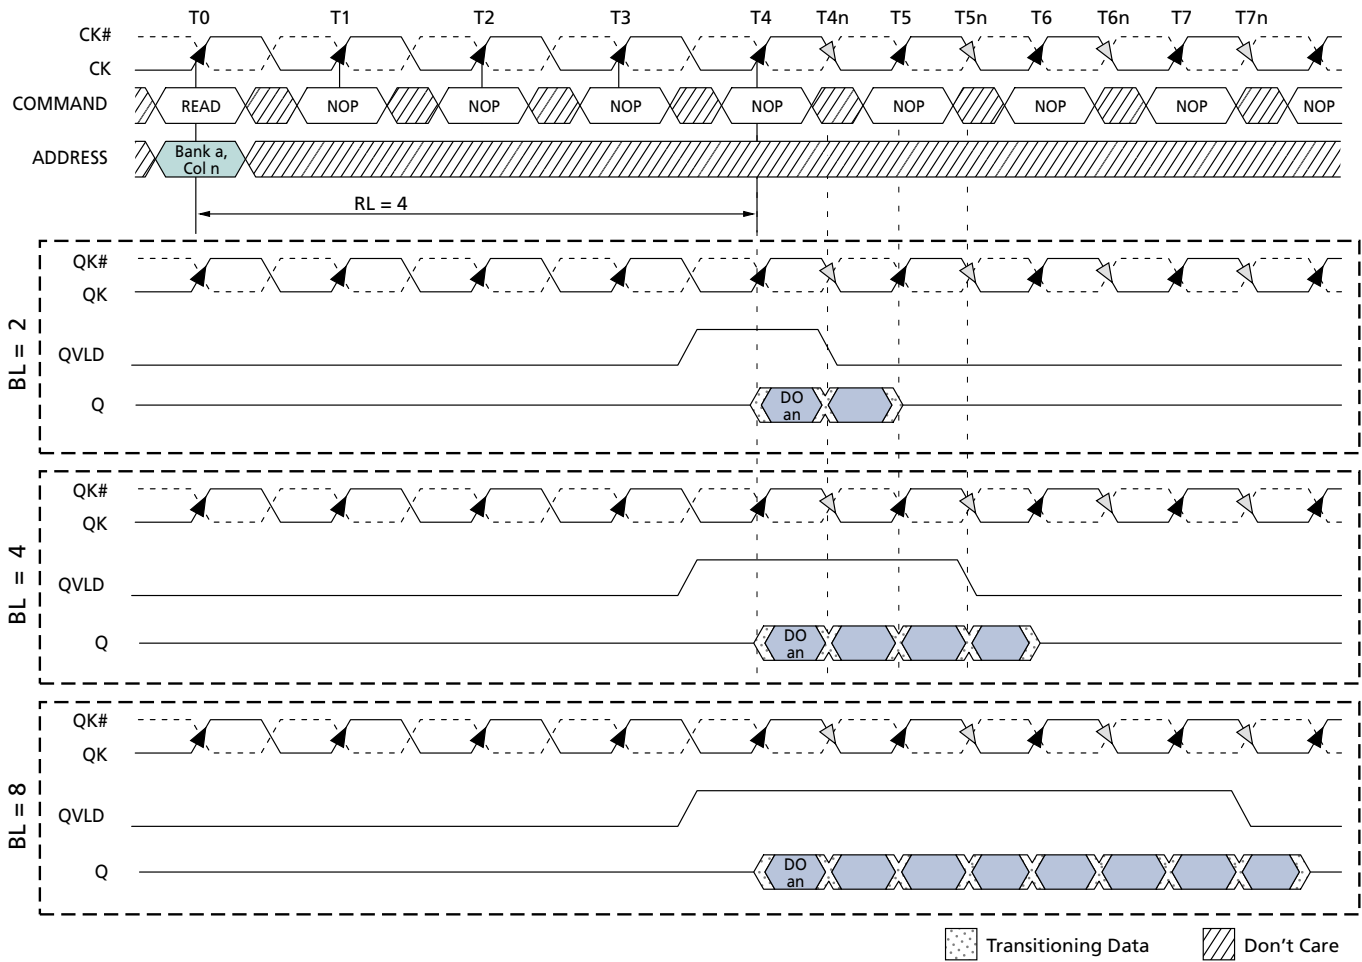 T0 T1 T2 T3 T4 T4n T5 T5n T6 T6n T7 T7n
CK#
CK
COMMAND READ NOP NOP NOP NOP NOP NOP NOP NOP
ADDRESS Bank a,
Col n
RL = 4
BL = 2
QK#
QK
QVLD
Q DO
an
BL = 4
QK#
QK
QVLD
Q DO
an
BL = 8
QK#
QK
QVLD
Q DO
an
Transitioning Data Don't Care